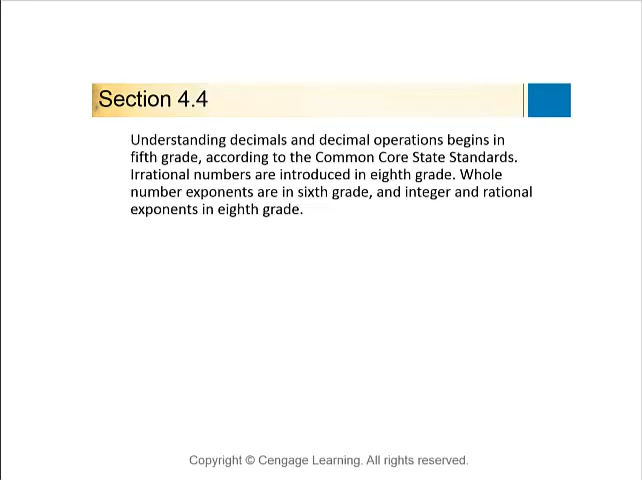 Section 4.4
Understanding decimals and decimal operations begins in
fifth grade, according to the Common Core State Standards.
Irrational numbers are introduced in eighth grade. Whole
number exponents are in sixth grade, and integer and rational
exponents in eighth grade.
Copyright © Cengage Learning. All rights reserved.